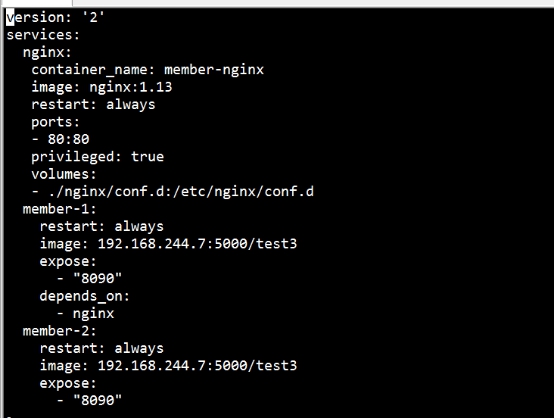 version: '2'
services:
  nginx:
   container_name: member-nginx
   image: nginx:1.13
   restart: always
   ports:
   - 80:80
   privileged: true
   volumes:
   - ./nginx/conf.d:/etc/nginx/conf.d
  member-1:
    restart: always
    image: 192.168.244.7:5000/test3
    expose:
      - "8090"
    depends_on:
      - nginx
  member-2:
    restart: always
    image: 192.168.244.7:5000/test3
    expose:
      - "8090"